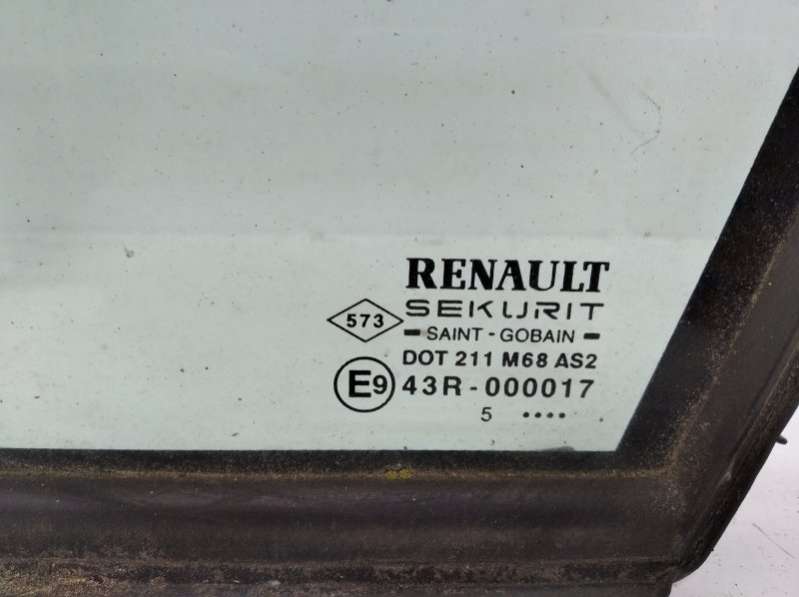 RENAULT
573 SEKURIT
SAINT - GOBAIN
DOT 211 M68 AS2
E9 43R - 000017
5 ····